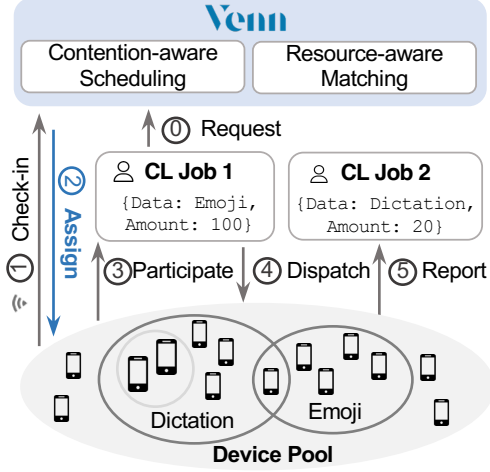 Venn
Contention-aware
Scheduling
Resource-aware
Matching
⓪ Request
CL Job 1
{Data: Emoji,
Amount: 100}
CL Job 2
{Data: Dictation,
Amount: 20}
① Check-in
② Assign
③ Participate
④ Dispatch
⑤ Report
Dictation
Emoji
Device Pool